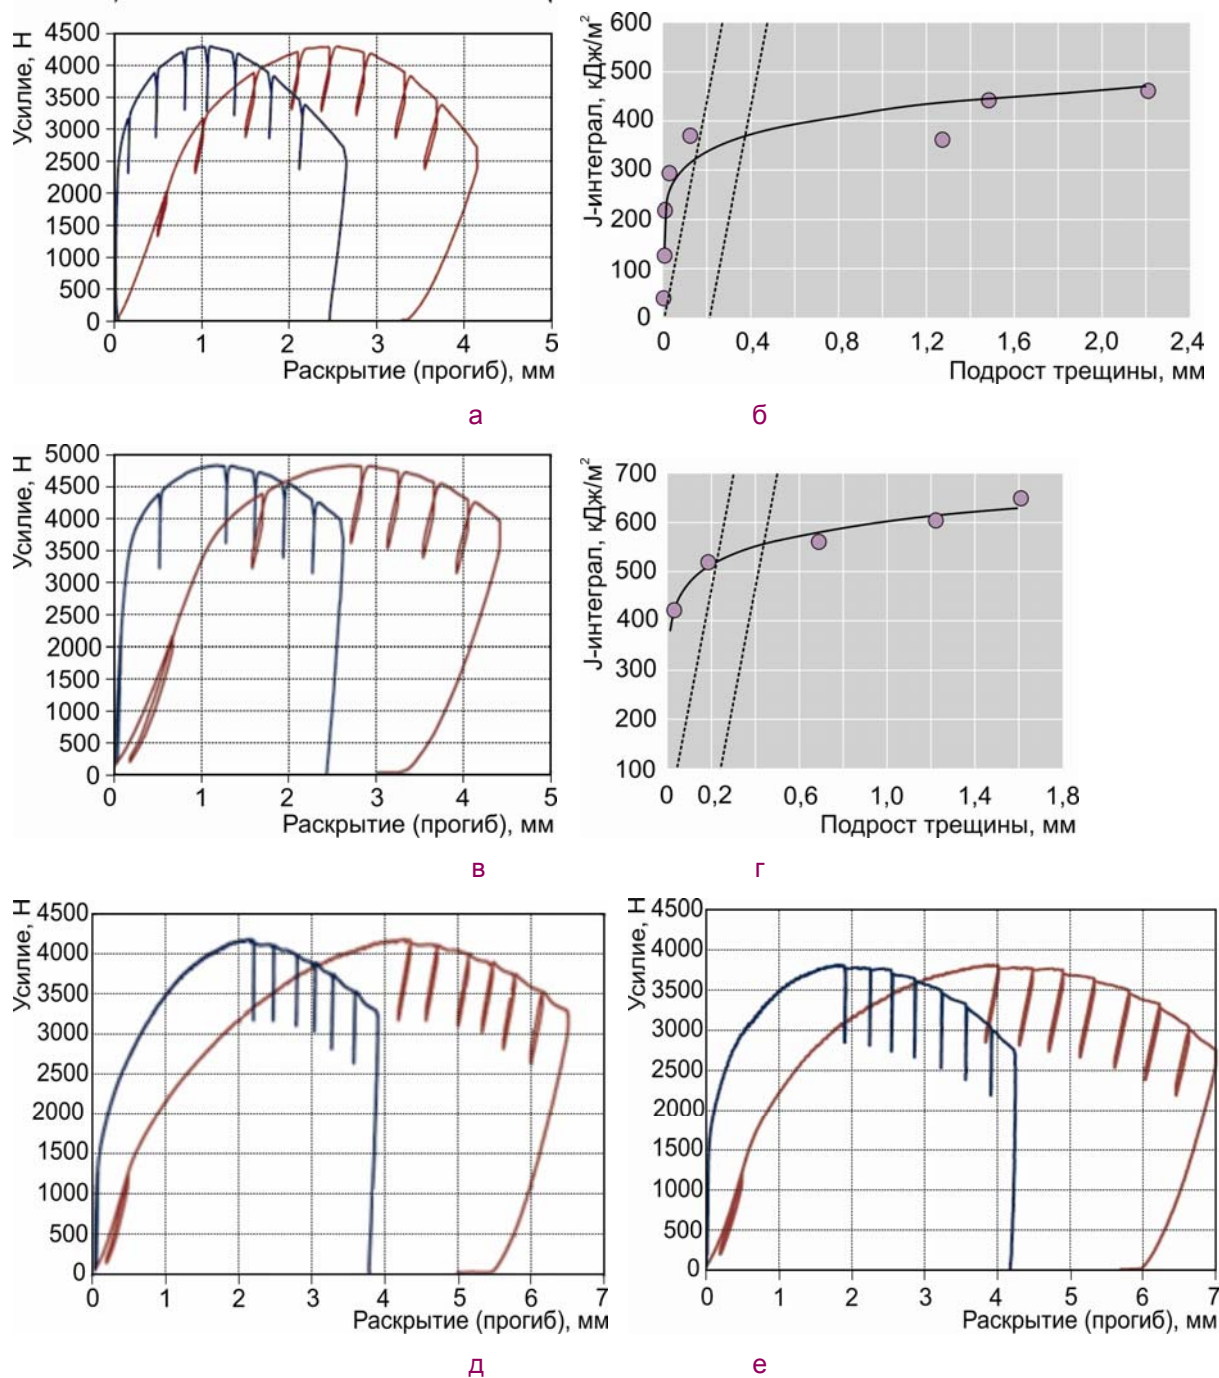 Усилие, Н
4500
4000
3500
3000
2500
2000
1500
1000
500
0
0 1 2 3 4 5
Раскрытие (прогиб), мм
а
J-интеграл, кДж/м²
600
500
400
300
200
100
0
0 0,4 0,8 1,2 1,6 2,0 2,4
Подрост трещины, мм
б
Усилие, Н
5000
4500
4000
3500
3000
2500
2000
1500
1000
500
0
0 1 2 3 4 5
Раскрытие (прогиб), мм
в
J-интеграл, кДж/м²
700
600
500
400
300
200
100
0 0,2 0,6 1,0 1,4 1,8
Подрост трещины, мм
г
Усилие, Н
4500
4000
3500
3000
2500
2000
1500
1000
500
0
0 1 2 3 4 5 6 7
Раскрытие (прогиб), мм
д
Усилие, Н
4500
4000
3500
3000
2500
2000
1500
1000
500
0
0 1 2 3 4 5 6 7
Раскрытие (прогиб), мм
е